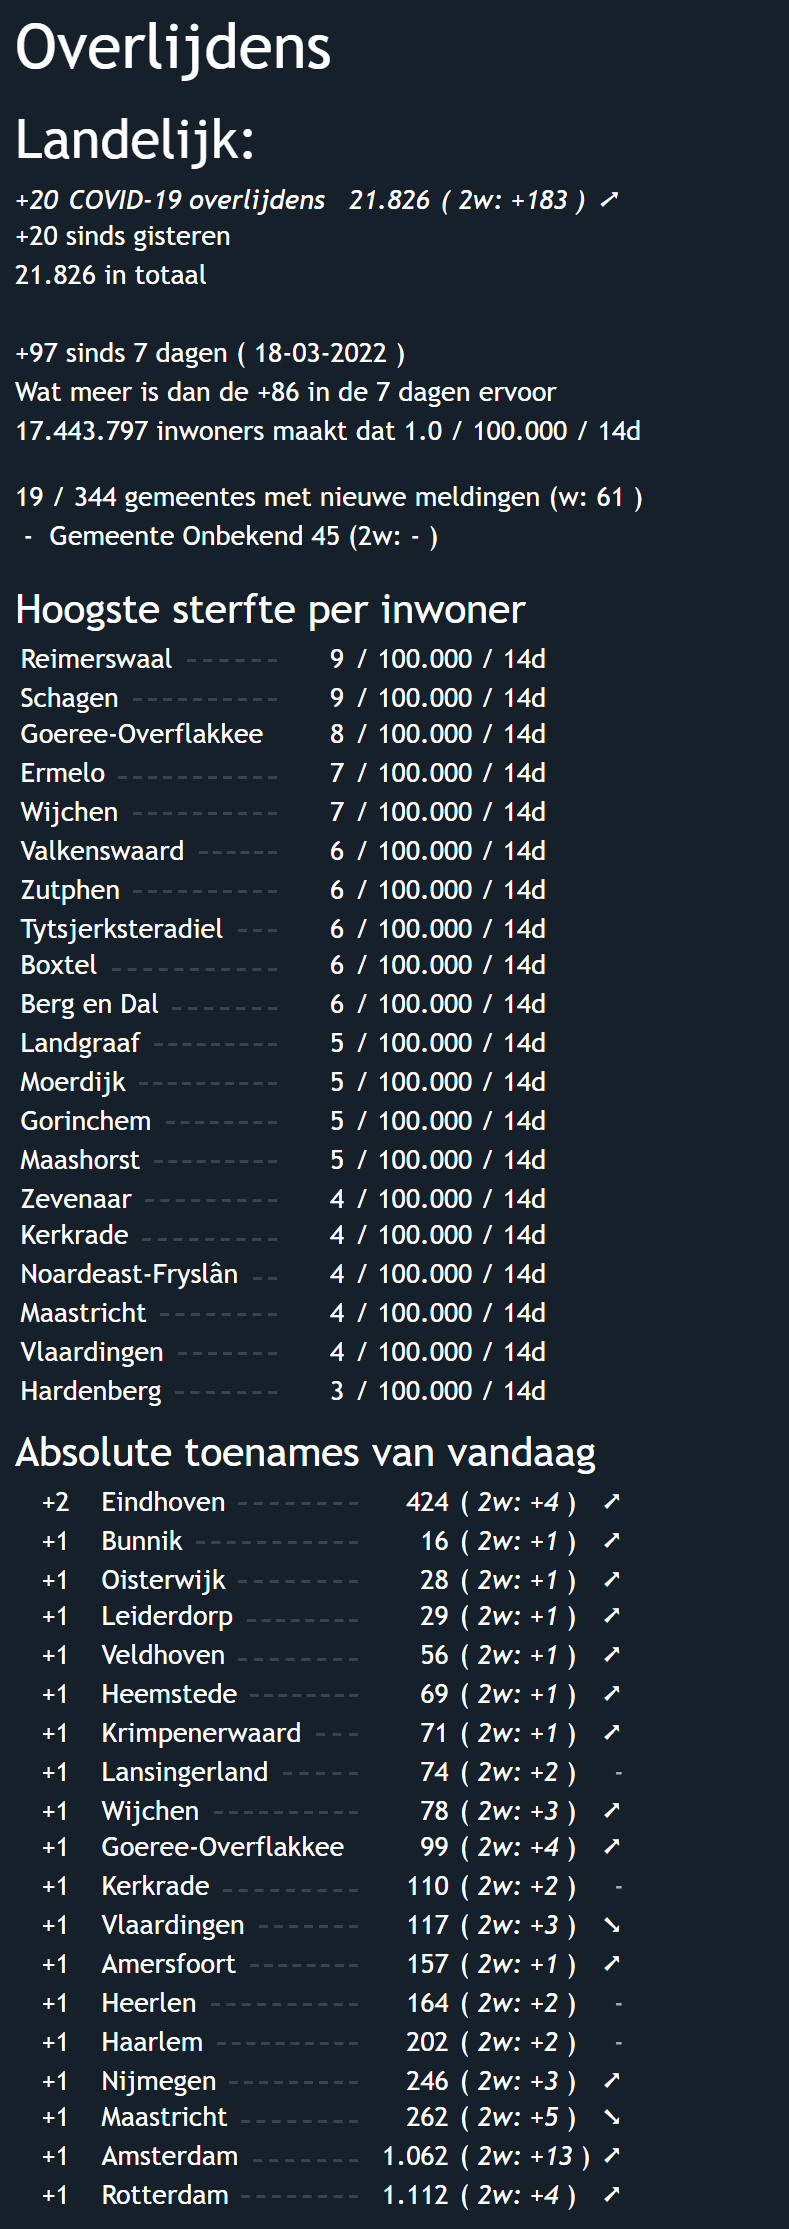 Overlijdens
Landelijk:
+20 COVID-19 overlijdens 21.826 ( 2w: +183 ) ➚
+20 sinds gisteren
21.826 in totaal
+97 sinds 7 dagen ( 18-03-2022 )
Wat meer is dan de +86 in de 7 dagen ervoor
17.443.797 inwoners maakt dat 1.0 / 100.000 / 14d
19 / 344 gemeentes met nieuwe meldingen (w: 61 )
- Gemeente Onbekend 45 (2w: - )
Hoogste sterfte per inwoner
Reimerswaal ------ 9 / 100.000 / 14d
Schagen ---------- 9 / 100.000 / 14d
Goeree-Overflakkee 8 / 100.000 / 14d
Ermelo ----------- 7 / 100.000 / 14d
Wijchen ---------- 7 / 100.000 / 14d
Valkenswaard ------ 6 / 100.000 / 14d
Zutphen ---------- 6 / 100.000 / 14d
Tytsjerksteradiel --- 6 / 100.000 / 14d
Boxtel ----------- 6 / 100.000 / 14d
Berg en Dal ------- 6 / 100.000 / 14d
Landgraaf --------- 5 / 100.000 / 14d
Moerdijk ---------- 5 / 100.000 / 14d
Gorinchem -------- 5 / 100.000 / 14d
Maashorst --------- 5 / 100.000 / 14d
Zevenaar --------- 4 / 100.000 / 14d
Kerkrade --------- 4 / 100.000 / 14d
Noardeast-Fryslân -- 4 / 100.000 / 14d
Maastricht -------- 4 / 100.000 / 14d
Vlaardingen ------- 4 / 100.000 / 14d
Hardenberg ------- 3 / 100.000 / 14d
Absolute toenames van vandaag
+2 Eindhoven -------- 424 ( 2w: +4 ) ➚
+1 Bunnik ----------- 16 ( 2w: +1 ) ➚
+1 Oisterwijk -------- 28 ( 2w: +1 ) ➚
+1 Leiderdorp -------- 29 ( 2w: +1 ) ➚
+1 Veldhoven -------- 56 ( 2w: +1 ) ➚
+1 Heemstede -------- 69 ( 2w: +1 ) ➚
+1 Krimpenerwaard --- 71 ( 2w: +1 ) ➚
+1 Lansingerland ----- 74 ( 2w: +2 ) -
+1 Wijchen ---------- 78 ( 2w: +3 ) ➚
+1 Goeree-Overflakkee 99 ( 2w: +4 ) ➚
+1 Kerkrade --------- 110 ( 2w: +2 ) -
+1 Vlaardingen ------- 117 ( 2w: +3 ) ➘
+1 Amersfoort -------- 157 ( 2w: +1 ) ➚
+1 Heerlen ---------- 164 ( 2w: +2 ) -
+1 Haarlem ---------- 202 ( 2w: +2 ) -
+1 Nijmegen --------- 246 ( 2w: +3 ) ➚
+1 Maastricht -------- 262 ( 2w: +5 ) ➘
+1 Amsterdam ------- 1.062 ( 2w: +13 ) ➚
+1 Rotterdam -------- 1.112 ( 2w: +4 ) ➚